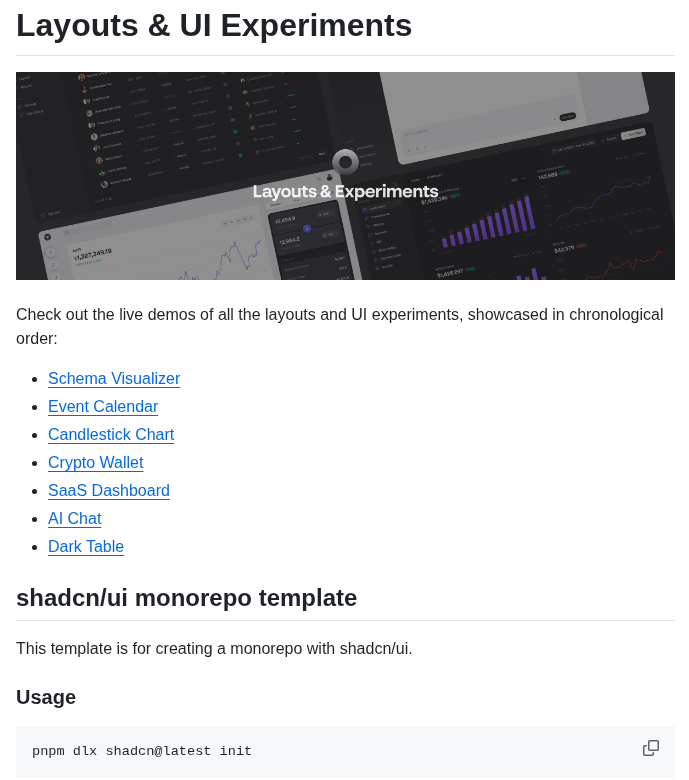 Layouts & UI Experiments
Layouts & Experiments
Check out the live demos of all the layouts and UI experiments, showcased in chronological
order:
Schema Visualizer
Event Calendar
Candlestick Chart
Crypto Wallet
SaaS Dashboard
AI Chat
Dark Table
shadcn/ui monorepo template
This template is for creating a monorepo with shadcn/ui.
Usage
pnpm dlx shadcn@latest init